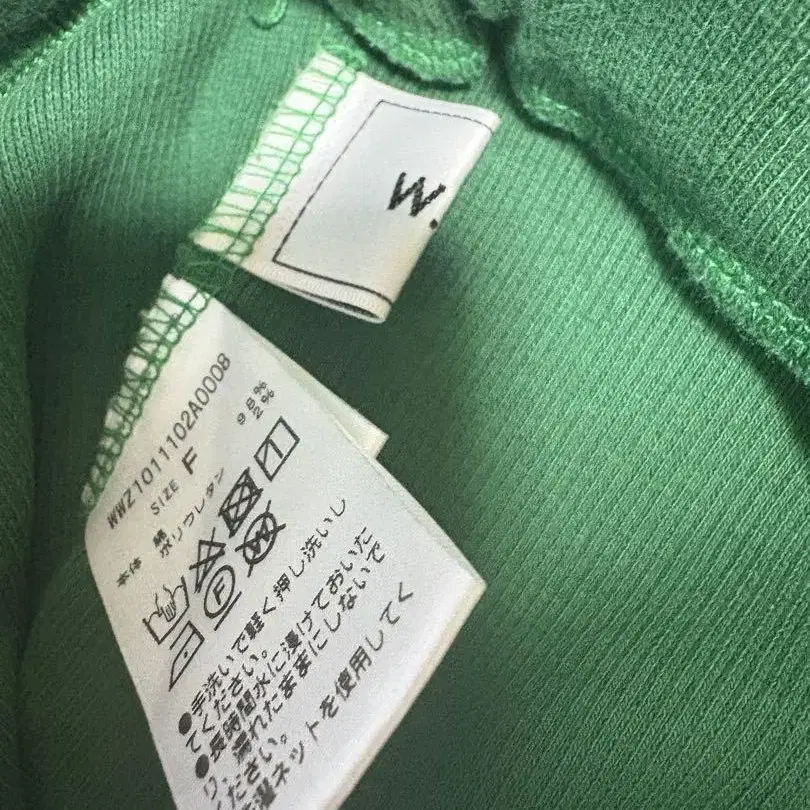 W.
WWZ1011102A0008
SIZE F
本体 綿 98%
ポリウレタン 2%
●手洗いで軽く押し洗いし
てください。
●長時間水に浸けておいた
り、濡れたままにしないで
ください。
濯ネットを使用してく